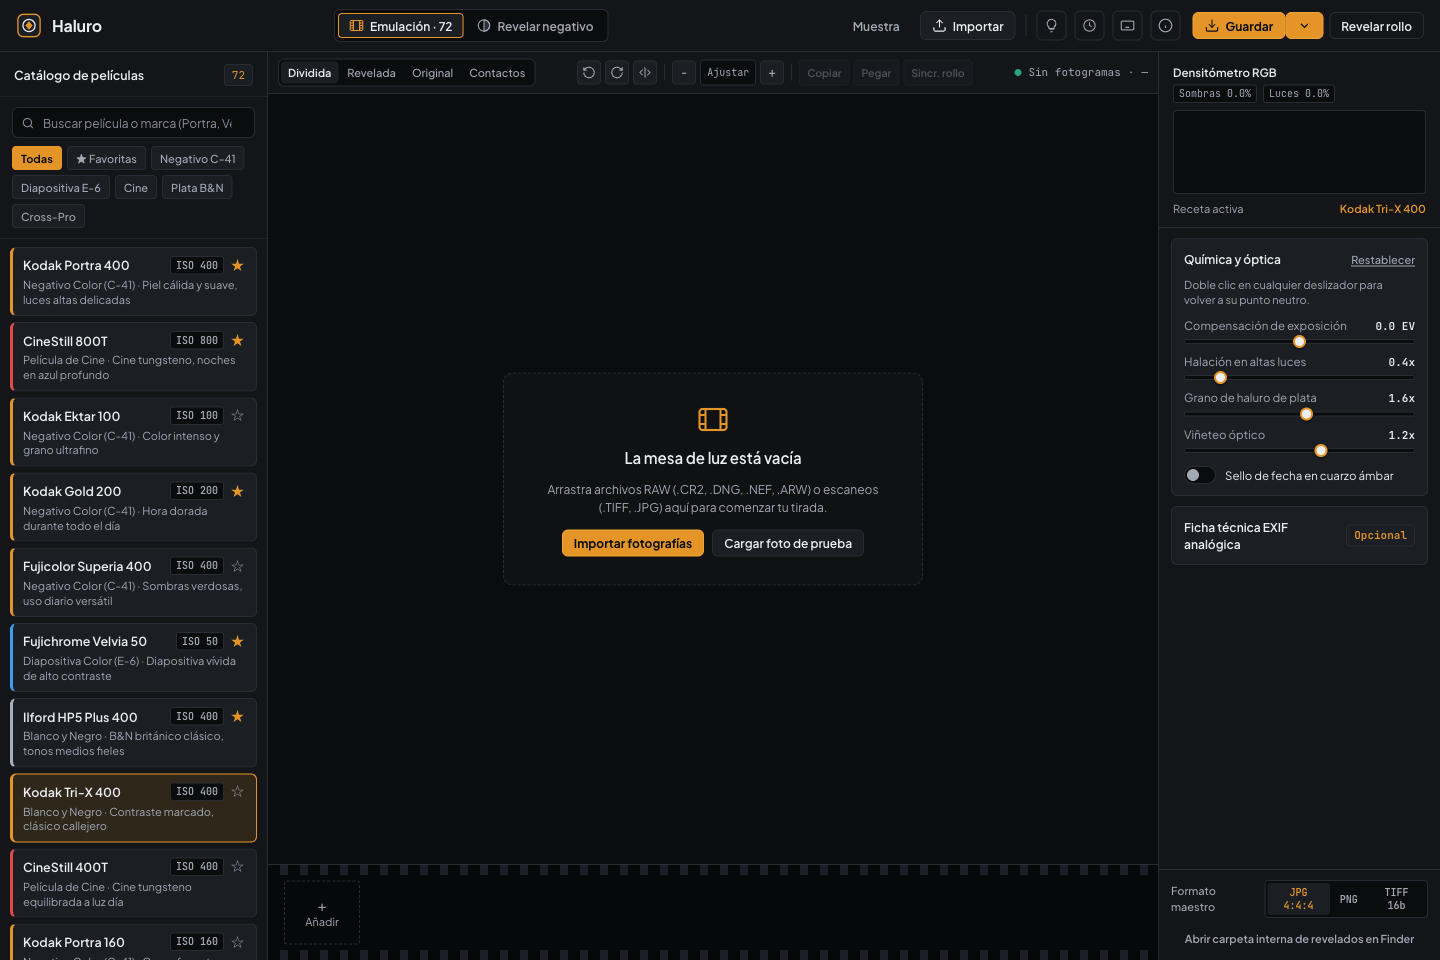 Haluro
Emulación · 72
Revelar negativo
Muestra
Importar
Guardar
Revelar rollo
Catálogo de películas
72
Buscar película o marca (Portra, Ve
Todas
Favoritas
Negativo C-41
Diapositiva E-6
Cine
Plata B&N
Cross-Pro
Kodak Portra 400
ISO 400
Negativo Color (C-41) · Piel cálida y suave,
luces altas delicadas
CineStill 800T
ISO 800
Película de Cine · Cine tungsteno, noches
en azul profundo
Kodak Ektar 100
ISO 100
Negativo Color (C-41) · Color intenso y
grano ultrafino
Kodak Gold 200
ISO 200
Negativo Color (C-41) · Hora dorada
durante todo el día
Fujicolor Superia 400
ISO 400
Negativo Color (C-41) · Sombras verdosas,
uso diario versátil
Fujichrome Velvia 50
ISO 50
Diapositiva Color (E-6) · Diapositiva vívida
de alto contraste
Ilford HP5 Plus 400
ISO 400
Blanco y Negro · B&N británico clásico,
tonos medios fieles
Kodak Tri-X 400
ISO 400
Blanco y Negro · Contraste marcado,
clásico callejero
CineStill 400T
ISO 400
Película de Cine · Cine tungsteno
equilibrada a luz día
Kodak Portra 160
ISO 160
Dividida
Revelada
Original
Contactos
-
Ajustar
+
Copiar
Pegar
Sincr. rollo
Sin fotogramas · —
La mesa de luz está vacía
Arrastra archivos RAW (.CR2, .DNG, .NEF, .ARW) o escaneos
(.TIFF, .JPG) aquí para comenzar tu tirada.
Importar fotografías
Cargar foto de prueba
+
Añadir
Densitómetro RGB
Sombras 0.0%
Luces 0.0%
Receta activa
Kodak Tri-X 400
Química y óptica
Restablecer
Doble clic en cualquier deslizador para
volver a su punto neutro.
Compensación de exposición
0.0 EV
Halación en altas luces
0.4x
Grano de haluro de plata
1.6x
Viñeteo óptico
1.2x
Sello de fecha en cuarzo ámbar
Ficha técnica EXIF
analógica
Opcional
Formato
maestro
JPG
4:4:4
PNG
TIFF
16b
Abrir carpeta interna de revelados en Finder